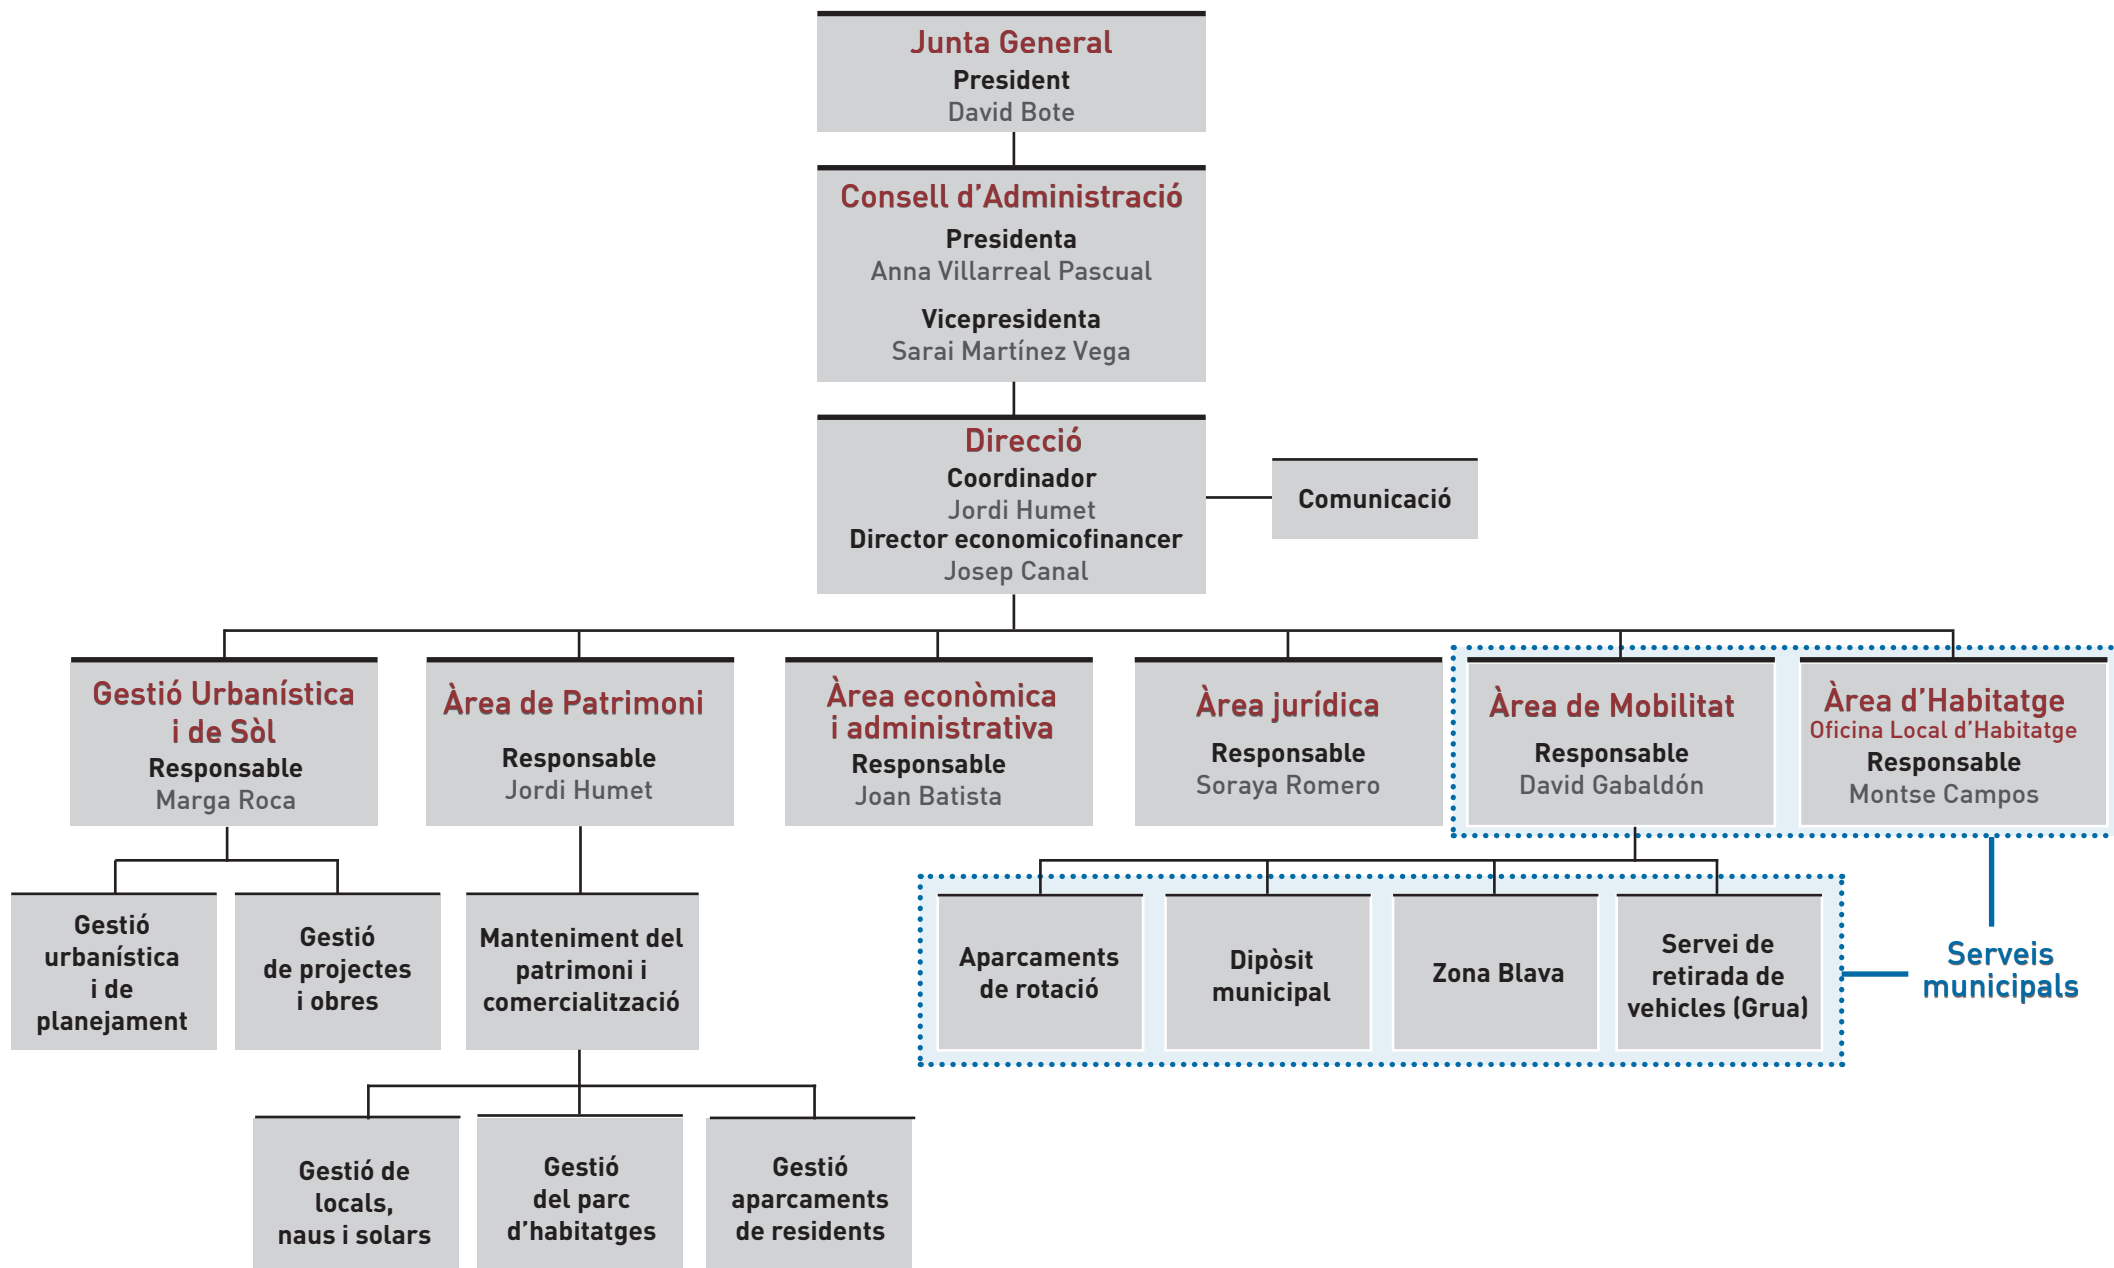 Junta General
President
David Bote
Consell d’Administració
Presidenta
Anna Villarreal Pascual
Vicepresidenta
Sarai Martínez Vega
Direcció
Coordinador
Jordi Humet
Director economicofinancer
Josep Canal
Comunicació
Gestió Urbanística
i de Sòl
Responsable
Marga Roca
Àrea de Patrimoni
Responsable
Jordi Humet
Àrea econòmica
i administrativa
Responsable
Joan Batista
Àrea jurídica
Responsable
Soraya Romero
Àrea de Mobilitat
Responsable
David Gabaldón
Àrea d’Habitatge
Oficina Local d’Habitatge
Responsable
Montse Campos
Gestió
urbanística
i de
planejament
Gestió
de projectes
i obres
Manteniment del
patrimoni i
comercialització
Aparcaments
de rotació
Dipòsit
municipal
Zona Blava
Servei de
retirada de
vehicles (Grua)
Serveis
municipals
Gestió de
locals,
naus i solars
Gestió
del parc
d’habitatges
Gestió
aparcaments
de residents